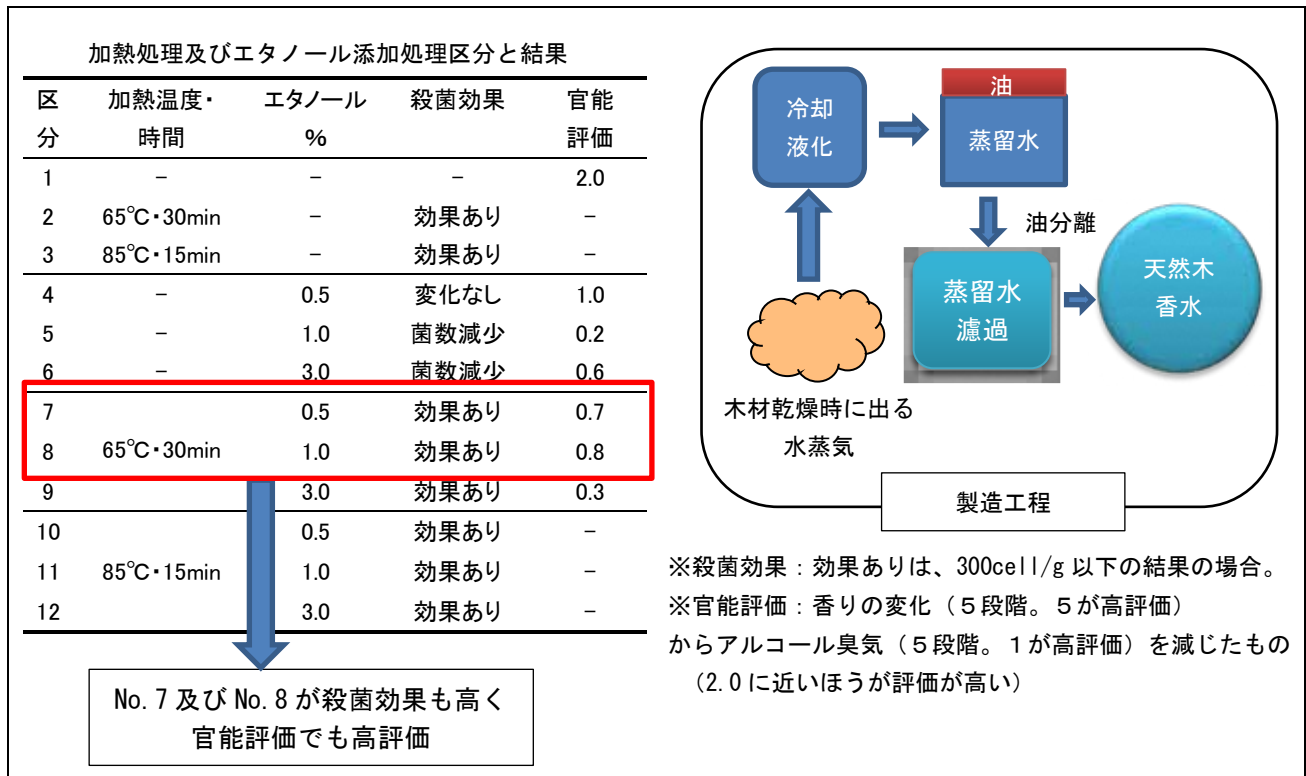 加熱処理及びエタノール添加処理区分と結果
区分 加熱温度・時間 エタノール% 殺菌効果 官能評価
1 − − − 2.0
2 65℃・30min − 効果あり −
3 85℃・15min − 効果あり −
4 − 0.5 変化なし 1.0
5 − 1.0 菌数減少 0.2
6 − 3.0 菌数減少 0.6
7 0.5 効果あり 0.7
8 65℃・30min 1.0 効果あり 0.8
9 3.0 効果あり 0.3
10 0.5 効果あり −
11 85℃・15min 1.0 効果あり −
12 3.0 効果あり −
No.7 及び No.8 が殺菌効果も高く
官能評価でも高評価
冷却
液化
油
蒸留水
油分離
蒸留水
濾過
天然木
香水
木材乾燥時に出る
水蒸気
製造工程
※殺菌効果：効果ありは、300cell/g 以下の結果の場合。
※官能評価：香りの変化（５段階。５が高評価）
からアルコール臭気（５段階。１が高評価）を減じたもの
（2.0 に近いほうが評価が高い）